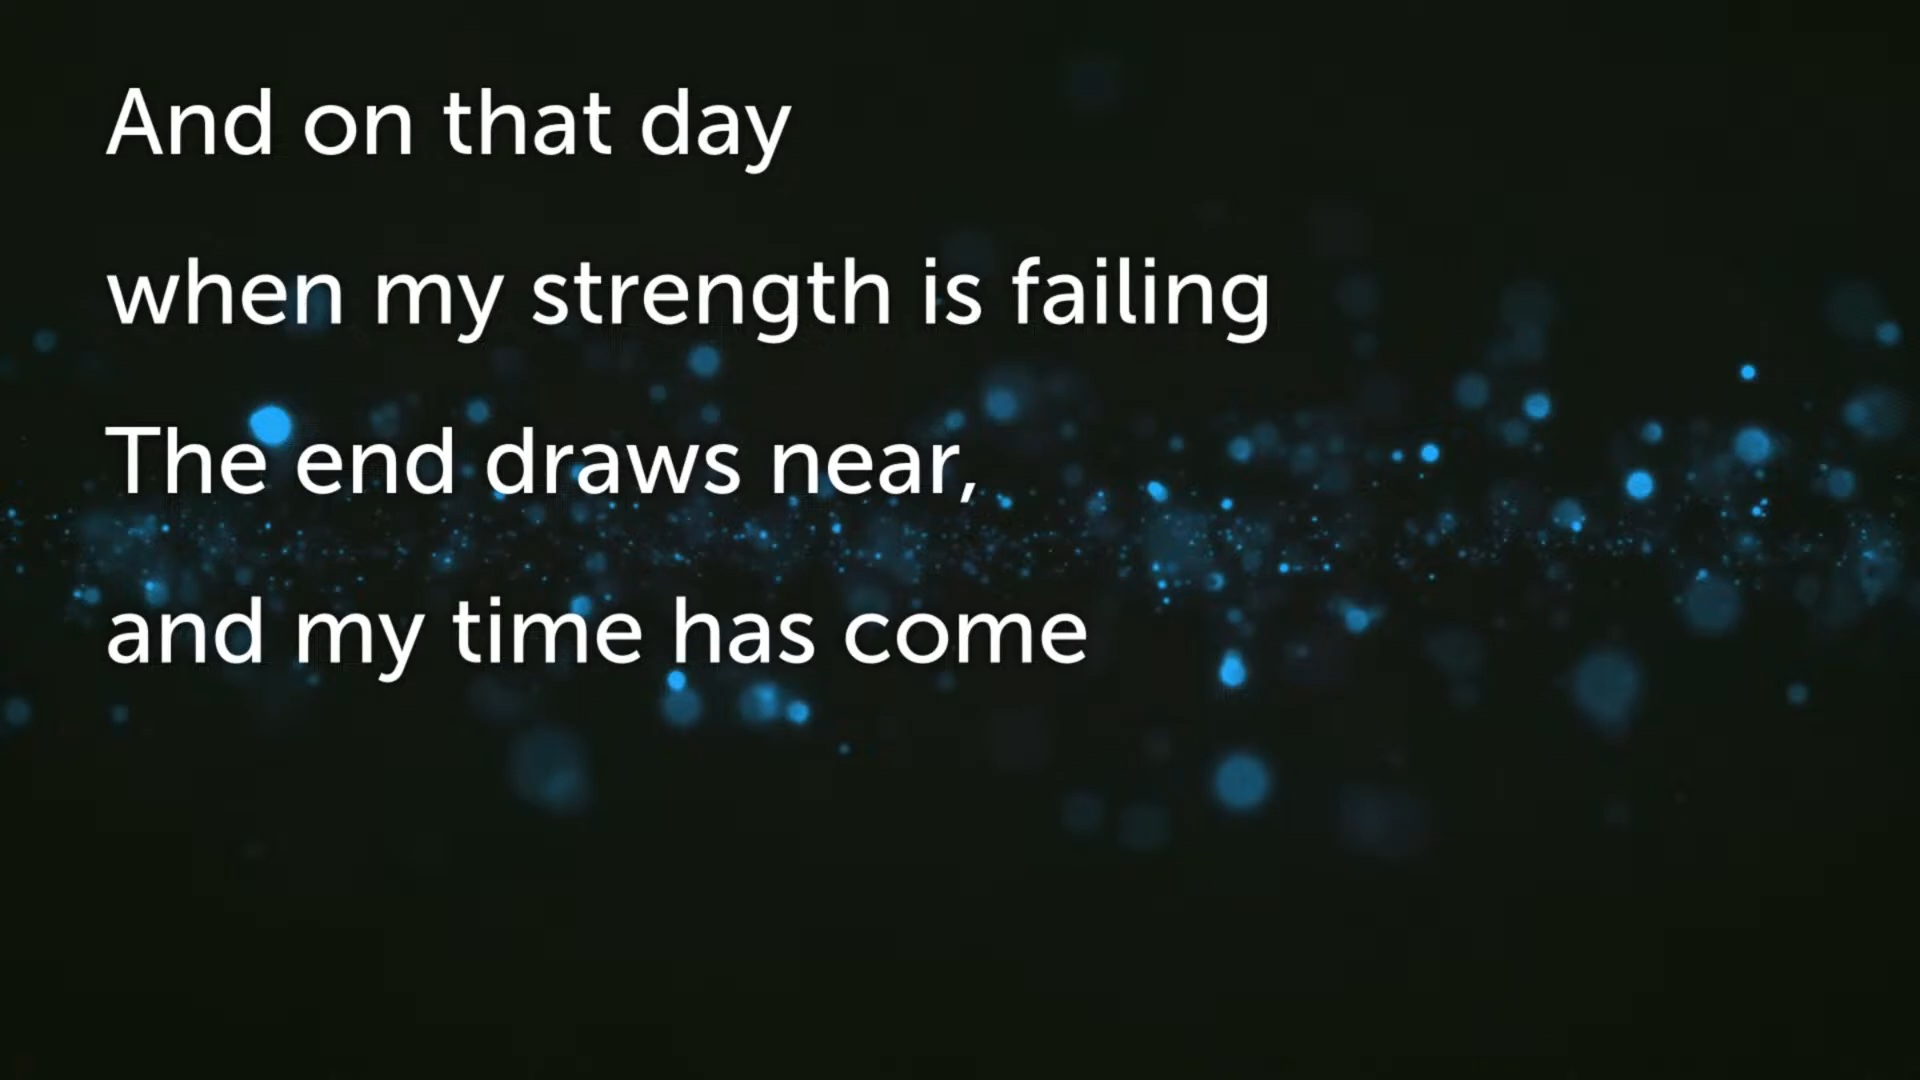 And on that day
when my strength is failing
The end draws near,
and my time has come